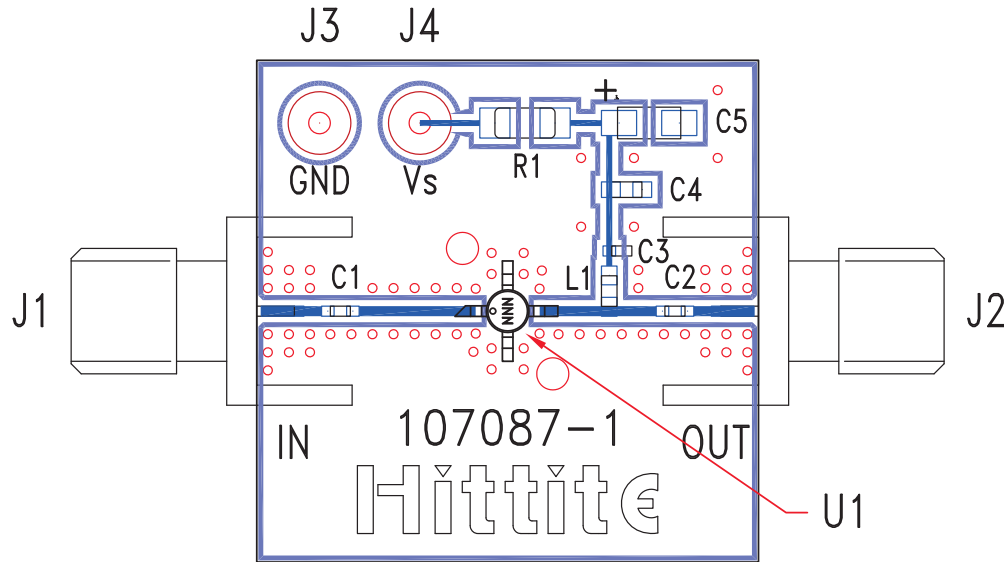 J3 J4
+
C5
GND Vs R1
C4
C3
C1 L1 C2
J1 NNN J2
107087-1
IN OUT
Hittite
U1